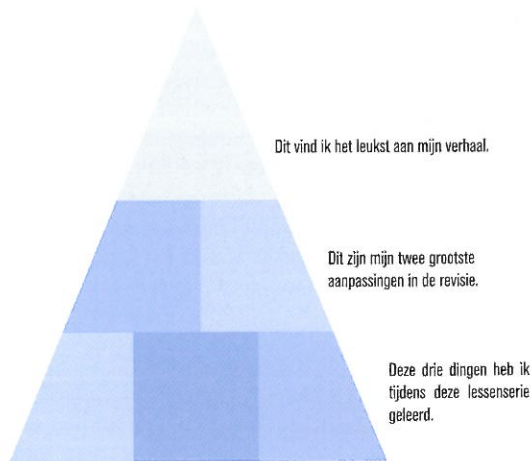 Dit vind ik het leukst aan mijn verhaal.
Dit zijn mijn twee grootste
aanpassingen in de revisie.
Deze drie dingen heb ik
tijdens deze lessenserie
geleerd.